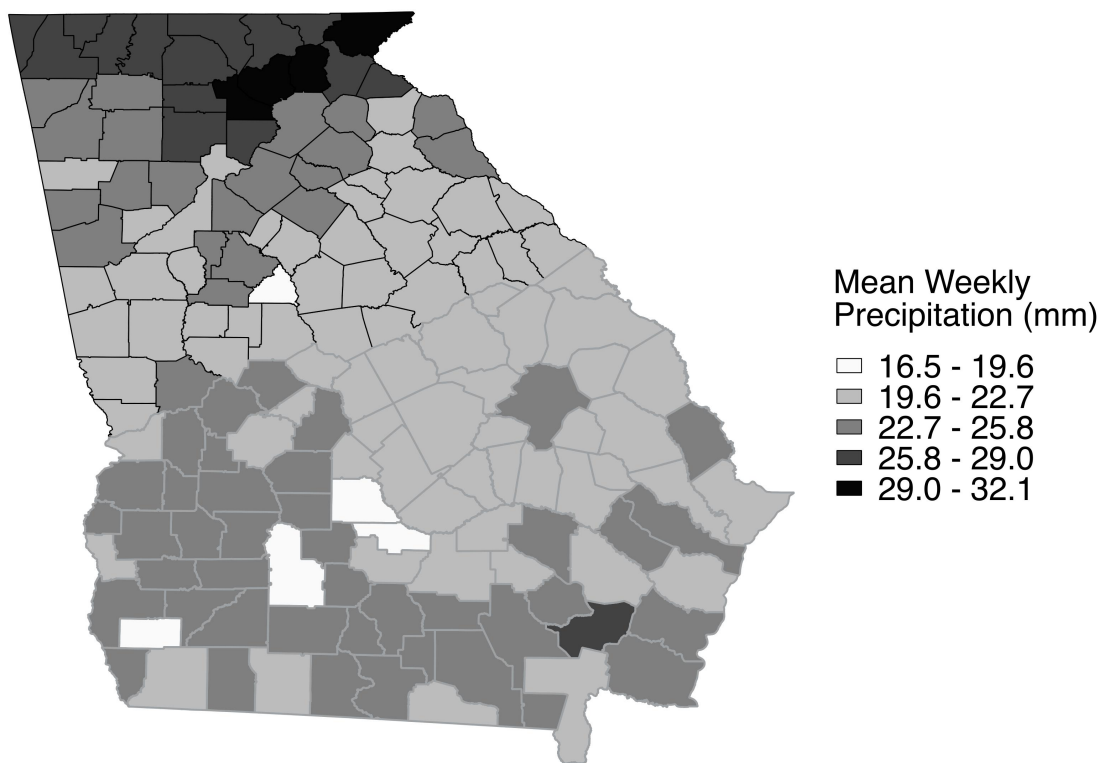 Mean Weekly
Precipitation (mm)
16.5 - 19.6
19.6 - 22.7
22.7 - 25.8
25.8 - 29.0
29.0 - 32.1